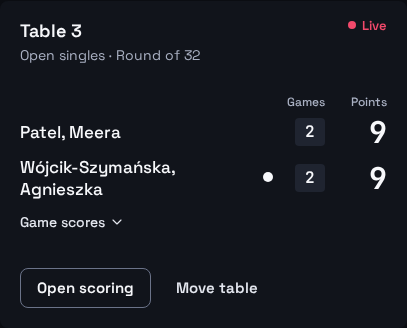 Table 3
Live
Open singles · Round of 32
Games Points
Patel, Meera 2 9
Wójcik-Szymańska,
Agnieszka 2 9
Game scores
Open scoring Move table